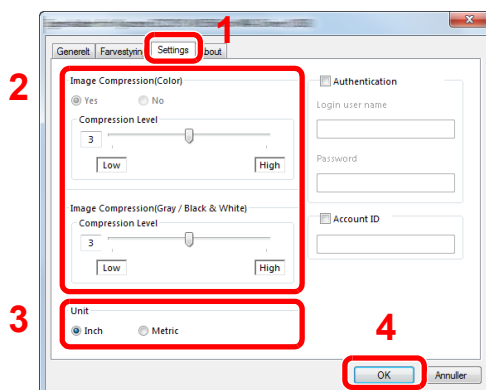 1
Generelt Farvestyrin Settings bout
2
Image Compression(Color)
Yes No
Compression Level
3
Low High
Image Compression(Gray / Black & White)
Compression Level
3
Low High
Authentication
Login user name
Password
Account ID
3
Unit
Inch Metric
4
OK Annuller